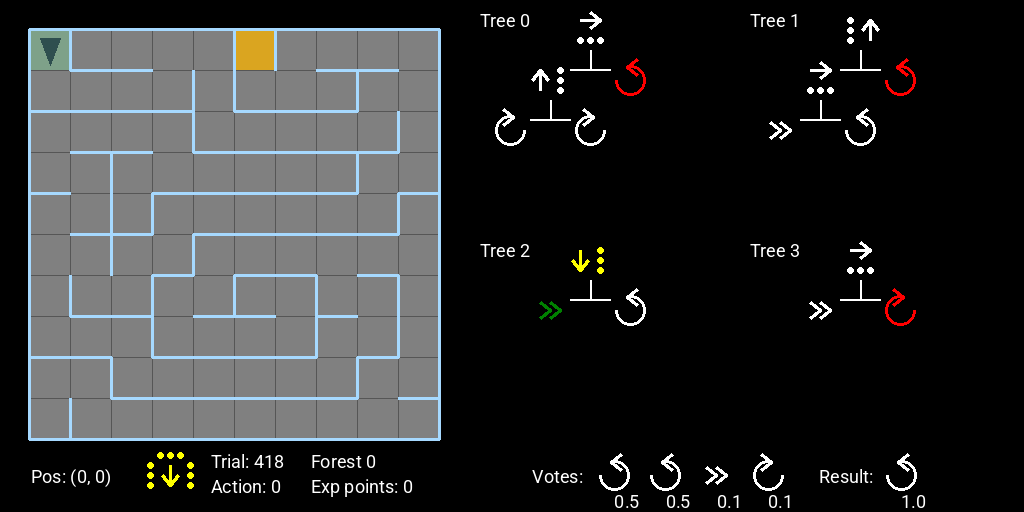 Tree 0
Tree 1
Tree 2
Tree 3
Pos: (0, 0)
Trial: 418
Forest 0
Action: 0
Exp points: 0
Votes:
0.5
0.5
0.1
0.1
Result:
1.0